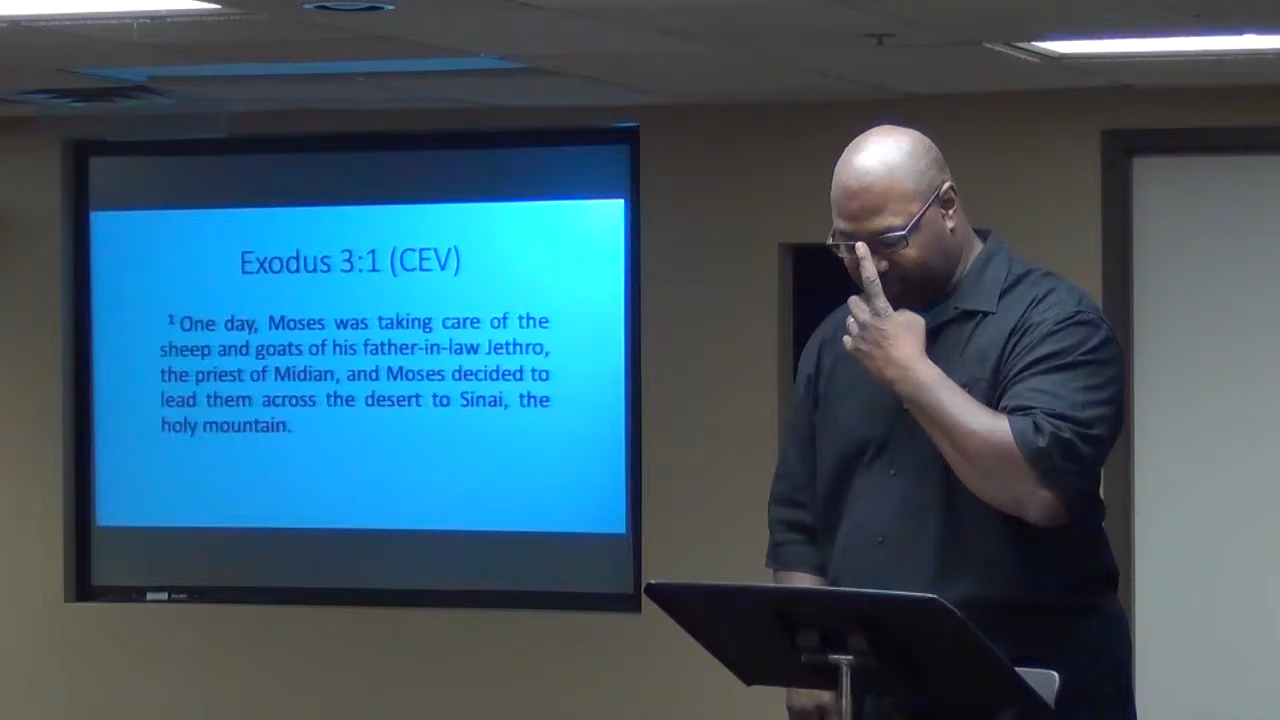 Exodus 3:1 (CEV)
¹ One day, Moses was taking care of the
sheep and goats of his father-in-law Jethro,
the priest of Midian, and Moses decided to
lead them across the desert to Sinai, the
holy mountain.